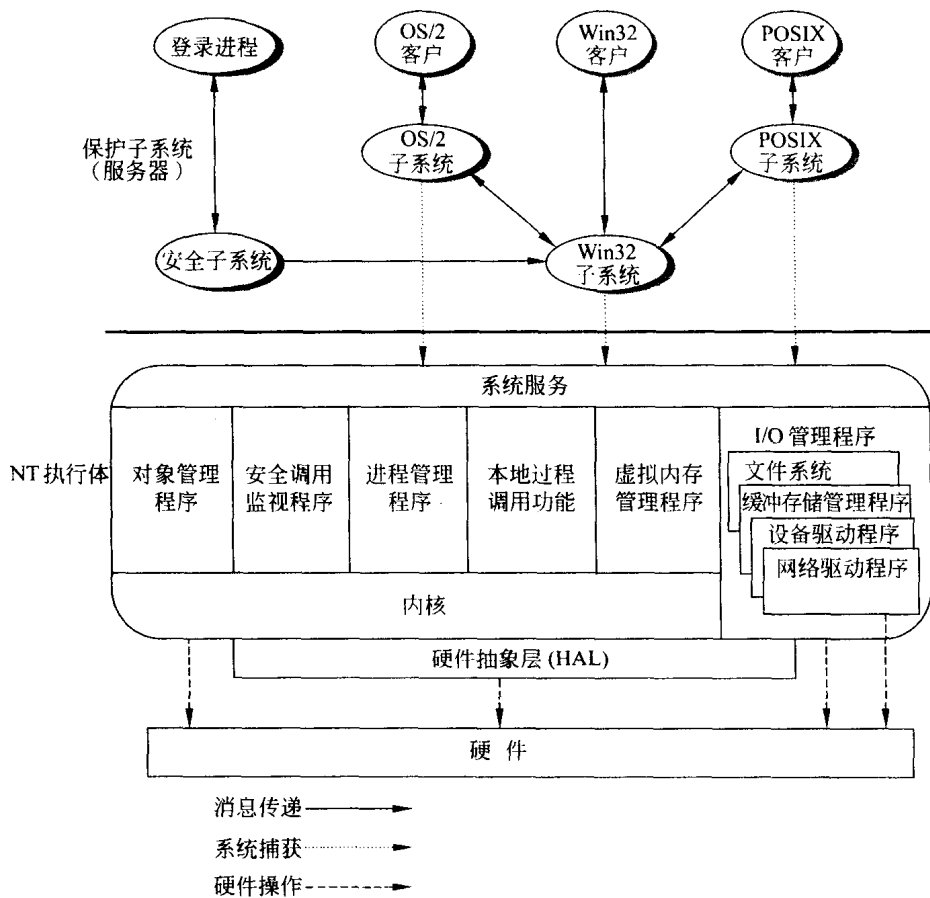 登录进程
OS/2
客户
Win32
客户
POSIX
客户
保护子系统
（服务器）
OS/2
子系统
POSIX
子系统
安全子系统
Win32
子系统
系统服务
NT 执行体
对象管理
程序
安全调用
监视程序
进程管理
程序
本地过程
调用功能
虚拟内存
管理程序
I/O 管理程序
文件系统
缓冲存储管理程序
设备驱动程序
网络驱动程序
内核
硬件抽象层 (HAL)
硬 件
消息传递
系统捕获
硬件操作